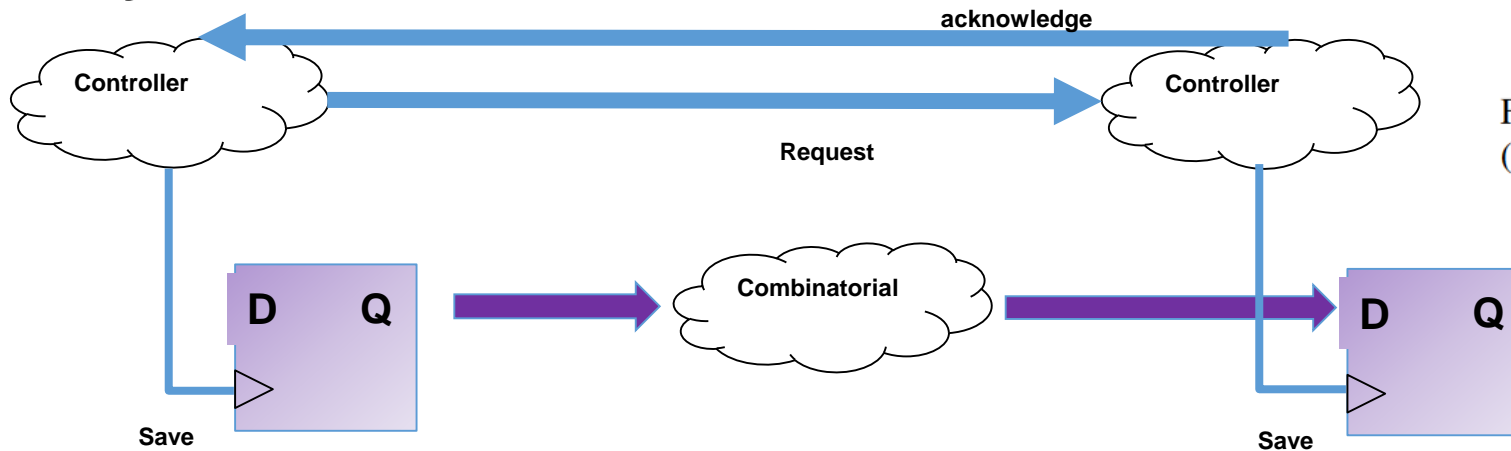 acknowledge
Controller
Controller
Request
Combinatorial
D Q
D Q
Save
Save
(